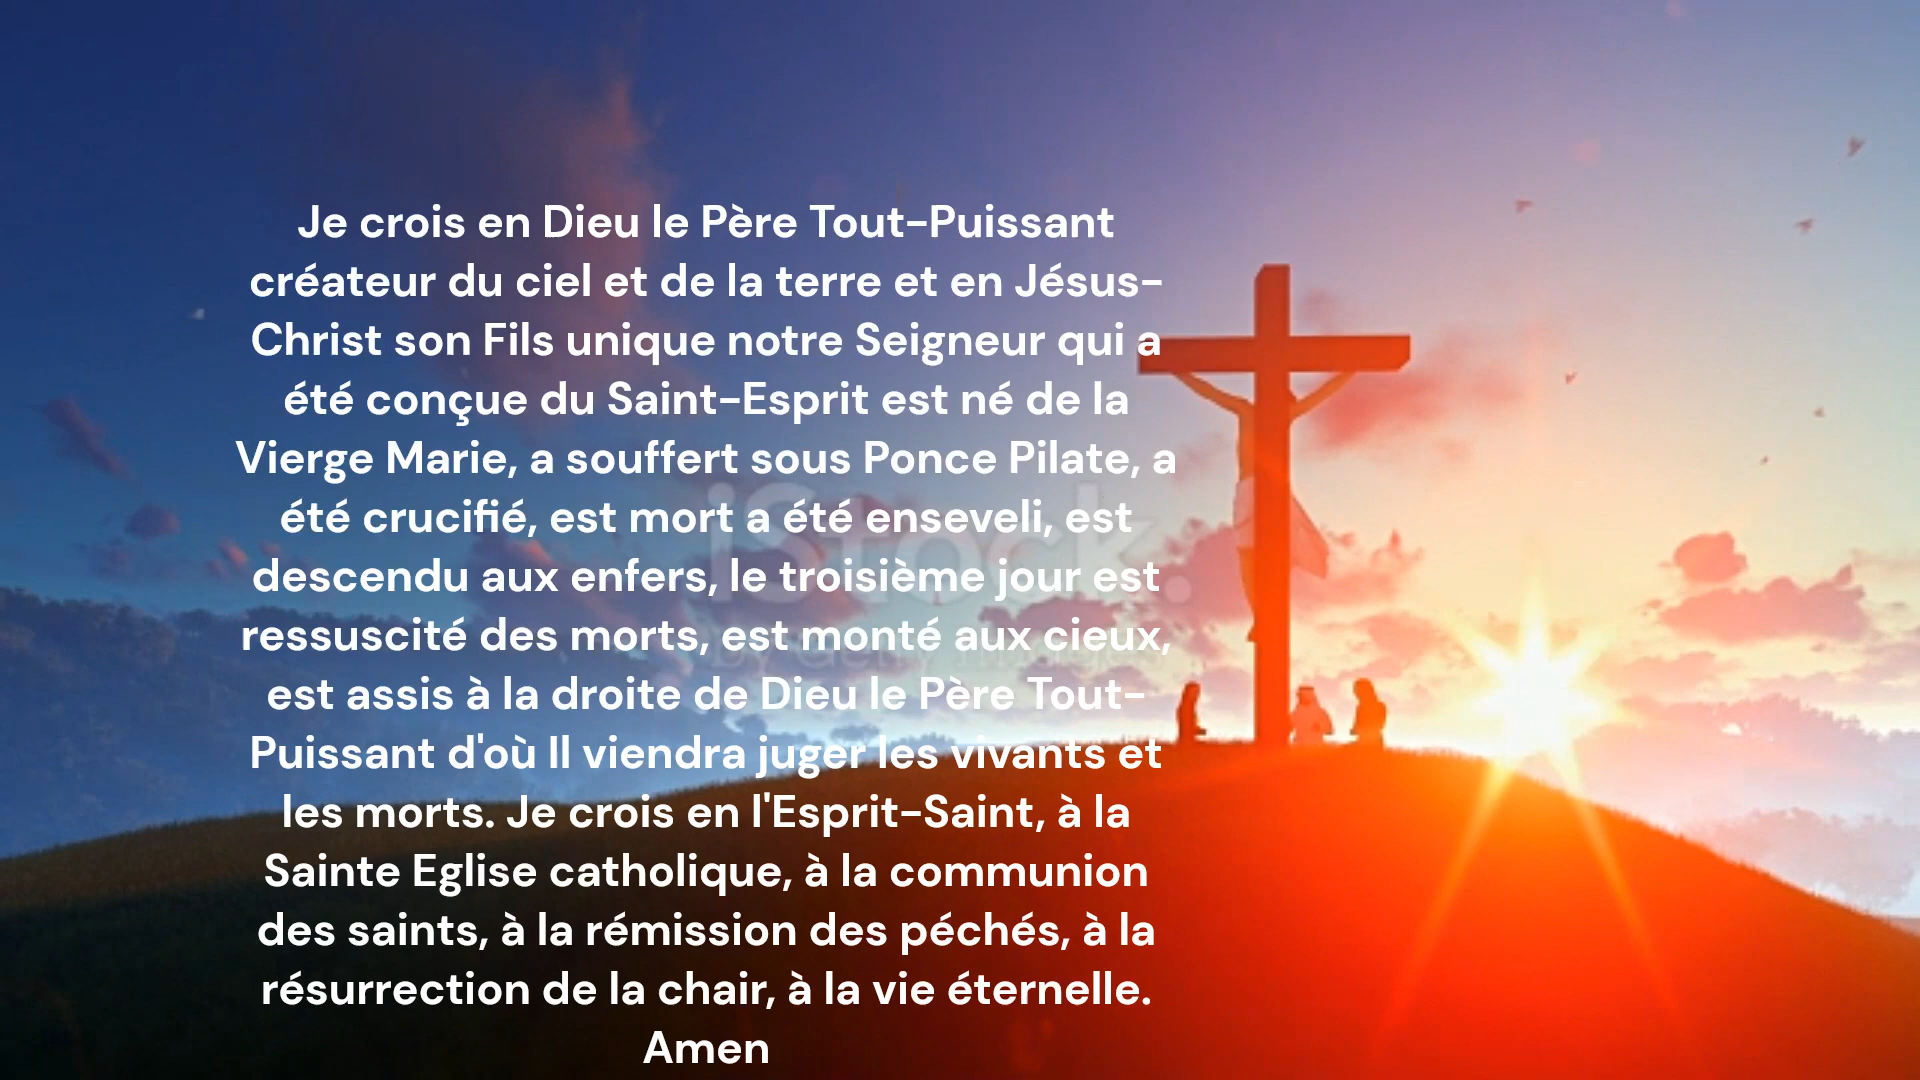 Je crois en Dieu le Père Tout-Puissant
créateur du ciel et de la terre et en Jésus-
Christ son Fils unique notre Seigneur qui a
été conçue du Saint-Esprit est né de la
Vierge Marie, a souffert sous Ponce Pilate, a
été crucifié, est mort a été enseveli, est
descendu aux enfers, le troisième jour est
ressuscité des morts, est monté aux cieux,
est assis à la droite de Dieu le Père Tout-
Puissant d'où Il viendra juger les vivants et
les morts. Je crois en l'Esprit-Saint, à la
Sainte Eglise catholique, à la communion
des saints, à la rémission des péchés, à la
résurrection de la chair, à la vie éternelle.
Amen
iStock.
by Getty Images